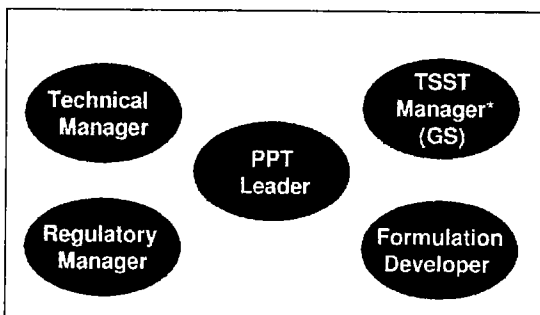 Technical
Manager
TSST
Manager*
(GS)
PPT
Leader
Regulatory
Manager
Formulation
Developer